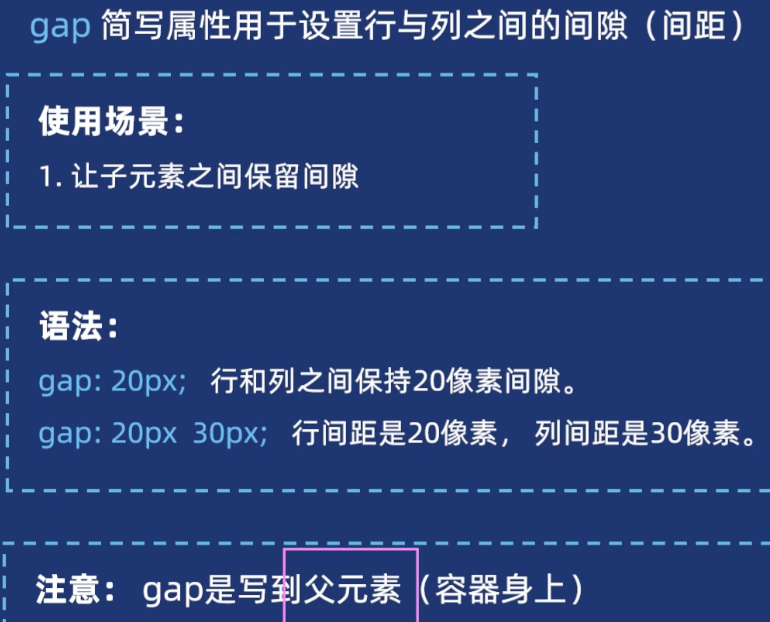 gap 简写属性用于设置行与列之间的间隙（间距）
使用场景：
1. 让子元素之间保留间隙
语法：
gap: 20px; 行和列之间保持20像素间隙。
gap: 20px 30px; 行间距是20像素， 列间距是30像素。
注意： gap是写到父元素（容器身上）